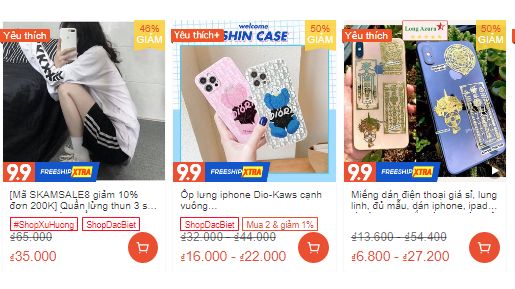 Yêu thích
46%
GIẢM
9.9
FREESHIP XTRA
[Mã SKAMSALE8 giảm 10%
đơn 200K] Quần lửng thun 3 s...
#ShopXuHuong
ShopDacBiet
₫65.000
₫35.000
welcome
SHIN CASE
Yêu thích+
50%
GIẢM
DIOR
9.9
FREESHIP XTRA
Ốp lưng iphone Dio-Kaws cạnh
vuông...
ShopDacBiet
Mua 2 & giảm 1%
₫32.000 - ₫44.000
₫16.000 - ₫22.000
Yêu thích
Long Azura
50%
GIẢM
9.9
FREESHIP XTRA
Miếng dán điện thoại giá sỉ, lung
linh, đủ mẫu, dán iphone, ipad...
₫13.600 - ₫54.400
₫6.800 - ₫27.200